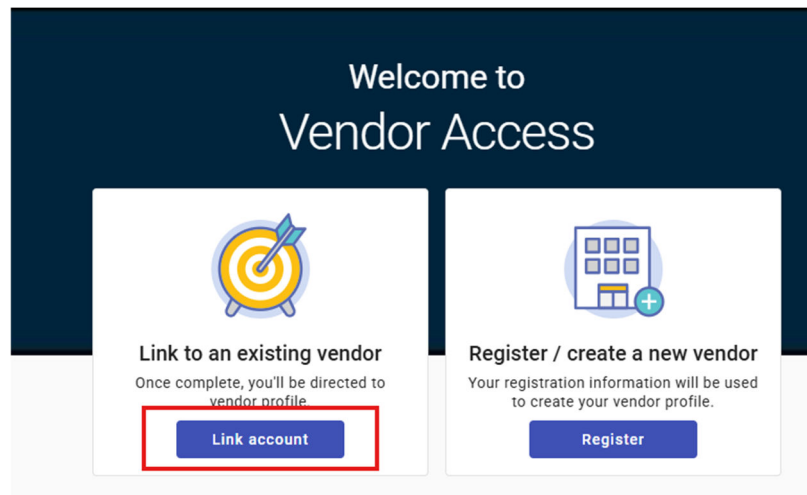 Welcome to
Vendor Access
Link to an existing vendor
Once complete, you'll be directed to
vendor profile.
Link account
Register / create a new vendor
Your registration information will be used
to create your vendor profile.
Register